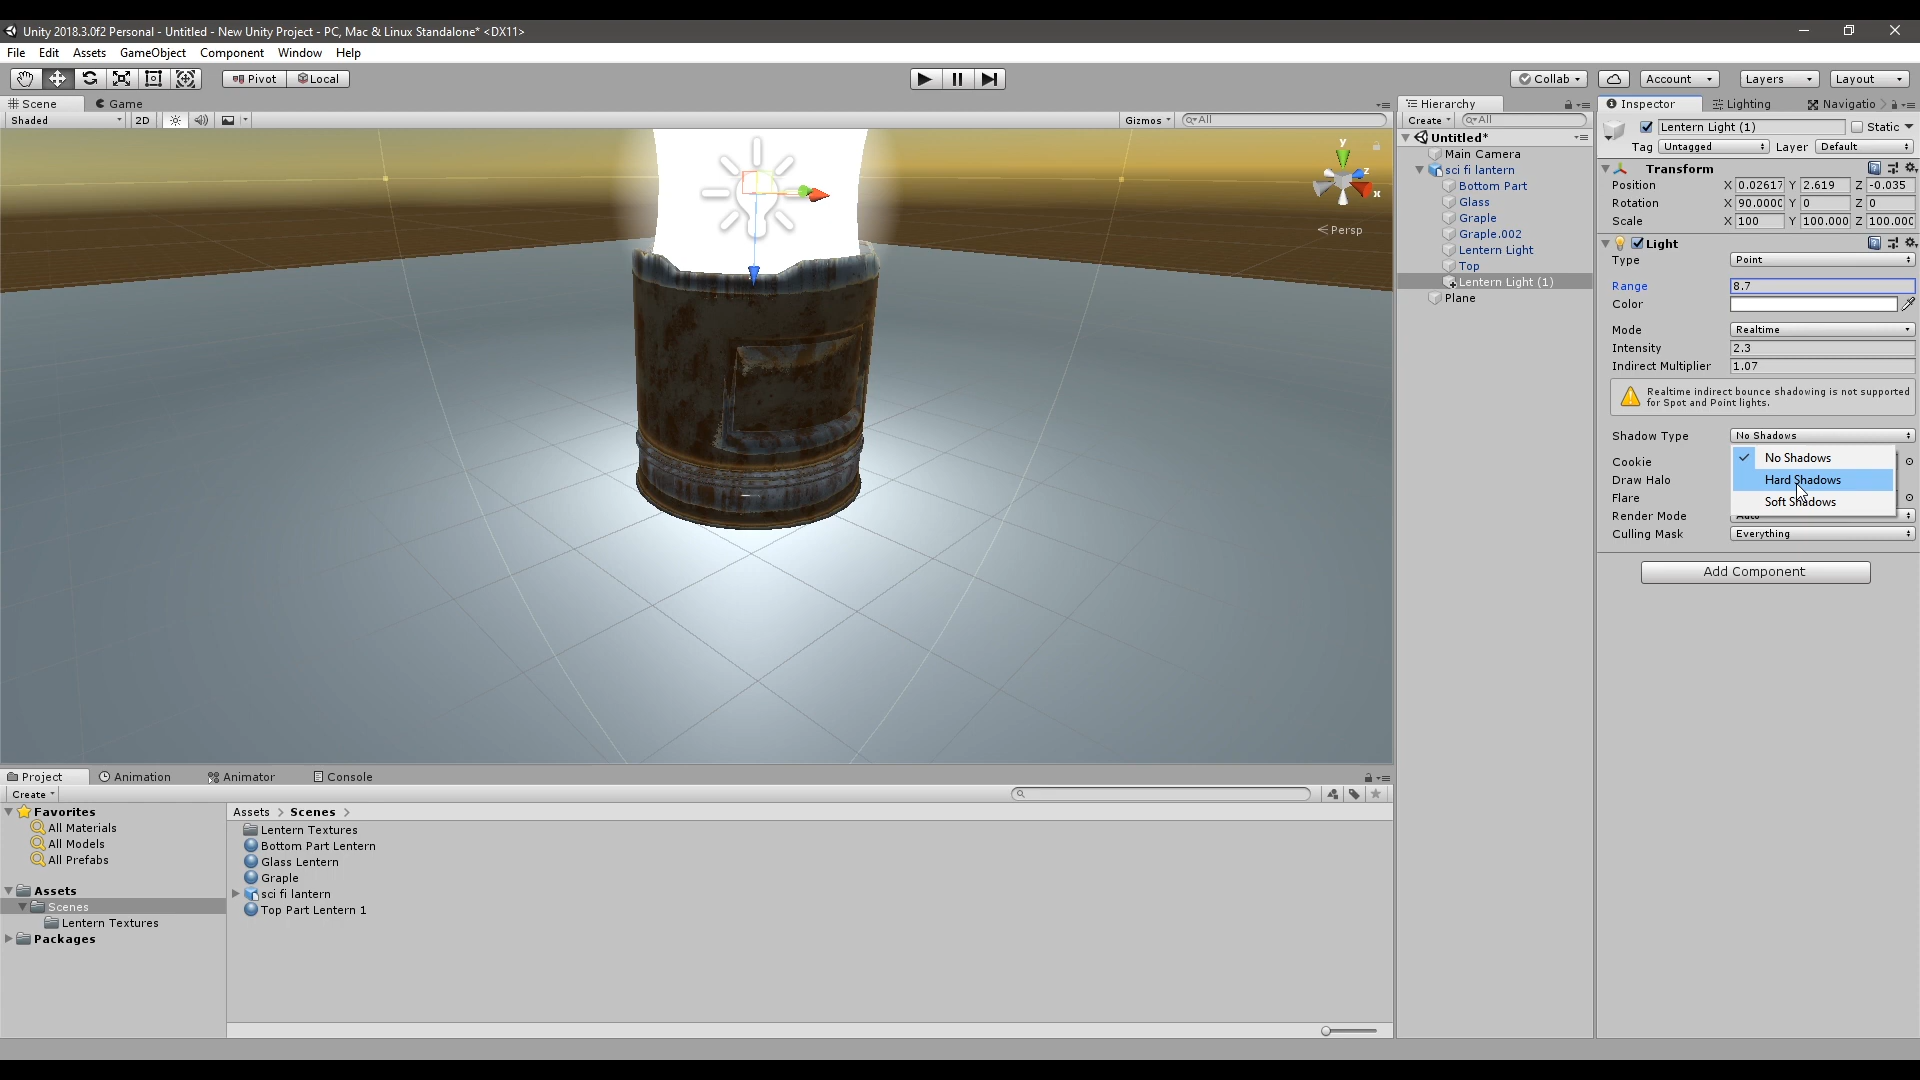 Unity 2018.3.0f2 Personal - Untitled - New Unity Project - PC, Mac & Linux Standalone* <DX11>
File Edit Assets GameObject Component Window Help
Pivot Local Collab Account Layers Layout
Scene Game
Shaded 2D Gizmos All
y
z
x
Persp
Hierarchy
Create All
Untitled*
Main Camera
sci fi lantern
Bottom Part
Glass
Graple
Graple.002
Lentern Light
Top
Lentern Light (1)
Plane
Inspector Lighting Navigatio
Lentern Light (1) Static
Tag Untagged Layer Default
Transform
Position X 0.02617 Y 2.619 Z -0.035
Rotation X 90.0000 Y 0 Z 0
Scale X 100 Y 100.000 Z 100.000
Light
Type Point
Range 8.7
Color
Mode Realtime
Intensity 2.3
Indirect Multiplier 1.07
Realtime indirect bounce shadowing is not supported
for Spot and Point lights.
Shadow Type No Shadows
No Shadows
Hard Shadows
Soft Shadows
Cookie
Draw Halo
Flare
Render Mode Auto
Culling Mask Everything
Add Component
Project Animation Animator Console
Create
Favorites
All Materials
All Models
All Prefabs
Assets
Scenes
Lentern Textures
Packages
Assets > Scenes >
Lentern Textures
Bottom Part Lentern
Glass Lentern
Graple
sci fi lantern
Top Part Lentern 1